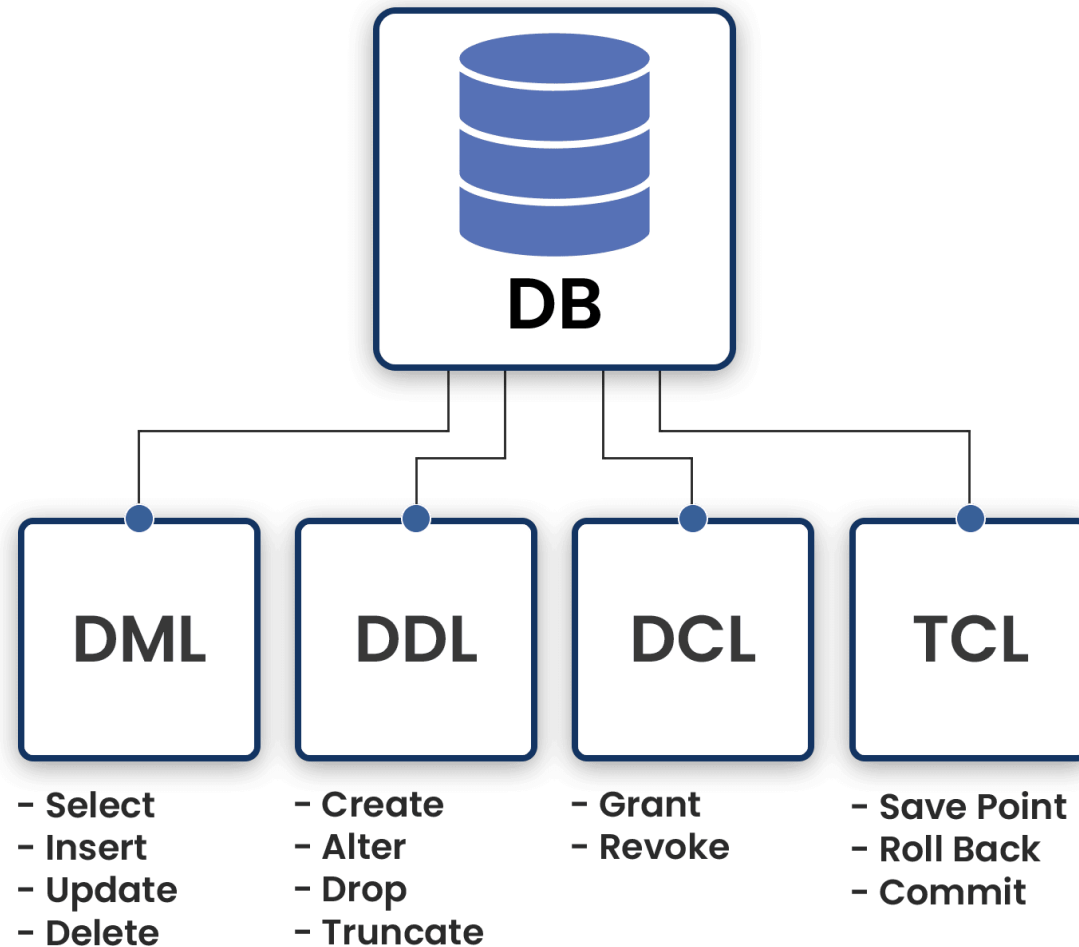 DB
DML
DDL
DCL
TCL
- Select
- Insert
- Update
- Delete
- Create
- Alter
- Drop
- Truncate
- Grant
- Revoke
- Save Point
- Roll Back
- Commit